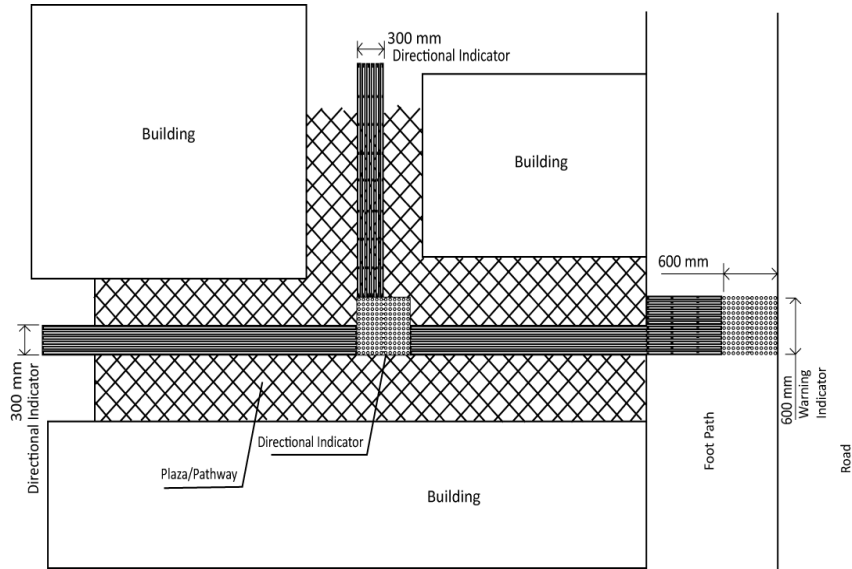 300 mm
Directional Indicator
Building
Building
600 mm
300 mm
Directional Indicator
600 mm
Warning
Indicator
Directional Indicator
Plaza/Pathway
Building
Foot Path
Road